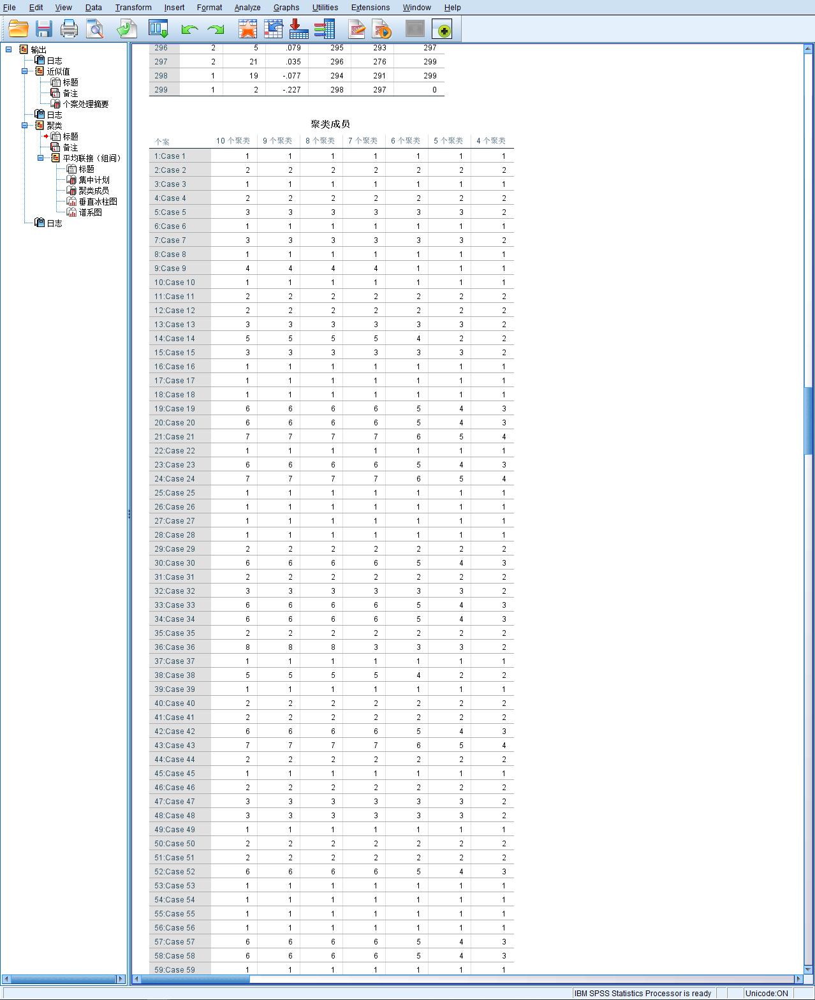 File Edit View Data Transform Insert Format Analyze Graphs Utilities Extensions Window Help
输出
日志
近似值
标题
备注
个案处理摘要
日志
聚类
标题
备注
平均联接（组间）
标题
集中计划
聚类成员
垂直冰柱图
谱系图
日志
296 2 5 .079 295 293 297
297 2 21 .035 296 276 299
298 1 19 -.077 294 291 299
299 1 2 -.227 298 297 0
聚类成员
个案 10 个聚类 9 个聚类 8 个聚类 7 个聚类 6 个聚类 5 个聚类 4 个聚类
1:Case 1 1 1 1 1 1 1 1
2:Case 2 2 2 2 2 2 2 2
3:Case 3 1 1 1 1 1 1 1
4:Case 4 2 2 2 2 2 2 2
5:Case 5 3 3 3 3 3 3 2
6:Case 6 1 1 1 1 1 1 1
7:Case 7 3 3 3 3 3 3 2
8:Case 8 1 1 1 1 1 1 1
9:Case 9 4 4 4 4 1 1 1
10:Case 10 1 1 1 1 1 1 1
11:Case 11 2 2 2 2 2 2 2
12:Case 12 2 2 2 2 2 2 2
13:Case 13 3 3 3 3 3 3 2
14:Case 14 5 5 5 5 4 2 2
15:Case 15 3 3 3 3 3 3 2
16:Case 16 1 1 1 1 1 1 1
17:Case 17 1 1 1 1 1 1 1
18:Case 18 1 1 1 1 1 1 1
19:Case 19 6 6 6 6 5 4 3
20:Case 20 6 6 6 6 5 4 3
21:Case 21 7 7 7 7 6 5 4
22:Case 22 1 1 1 1 1 1 1
23:Case 23 6 6 6 6 5 4 3
24:Case 24 7 7 7 7 6 5 4
25:Case 25 1 1 1 1 1 1 1
26:Case 26 1 1 1 1 1 1 1
27:Case 27 1 1 1 1 1 1 1
28:Case 28 1 1 1 1 1 1 1
29:Case 29 2 2 2 2 2 2 2
30:Case 30 6 6 6 6 5 4 3
31:Case 31 2 2 2 2 2 2 2
32:Case 32 3 3 3 3 3 3 2
33:Case 33 6 6 6 6 5 4 3
34:Case 34 6 6 6 6 5 4 3
35:Case 35 2 2 2 2 2 2 2
36:Case 36 8 8 8 3 3 3 2
37:Case 37 1 1 1 1 1 1 1
38:Case 38 5 5 5 5 4 2 2
39:Case 39 1 1 1 1 1 1 1
40:Case 40 2 2 2 2 2 2 2
41:Case 41 2 2 2 2 2 2 2
42:Case 42 6 6 6 6 5 4 3
43:Case 43 7 7 7 7 6 5 4
44:Case 44 2 2 2 2 2 2 2
45:Case 45 1 1 1 1 1 1 1
46:Case 46 2 2 2 2 2 2 2
47:Case 47 3 3 3 3 3 3 2
48:Case 48 3 3 3 3 3 3 2
49:Case 49 1 1 1 1 1 1 1
50:Case 50 2 2 2 2 2 2 2
51:Case 51 2 2 2 2 2 2 2
52:Case 52 6 6 6 6 5 4 3
53:Case 53 1 1 1 1 1 1 1
54:Case 54 1 1 1 1 1 1 1
55:Case 55 1 1 1 1 1 1 1
56:Case 56 1 1 1 1 1 1 1
57:Case 57 6 6 6 6 5 4 3
58:Case 58 6 6 6 6 5 4 3
59:Case 59 1 1 1 1 1 1 1
IBM SPSS Statistics Processor is ready Unicode:ON